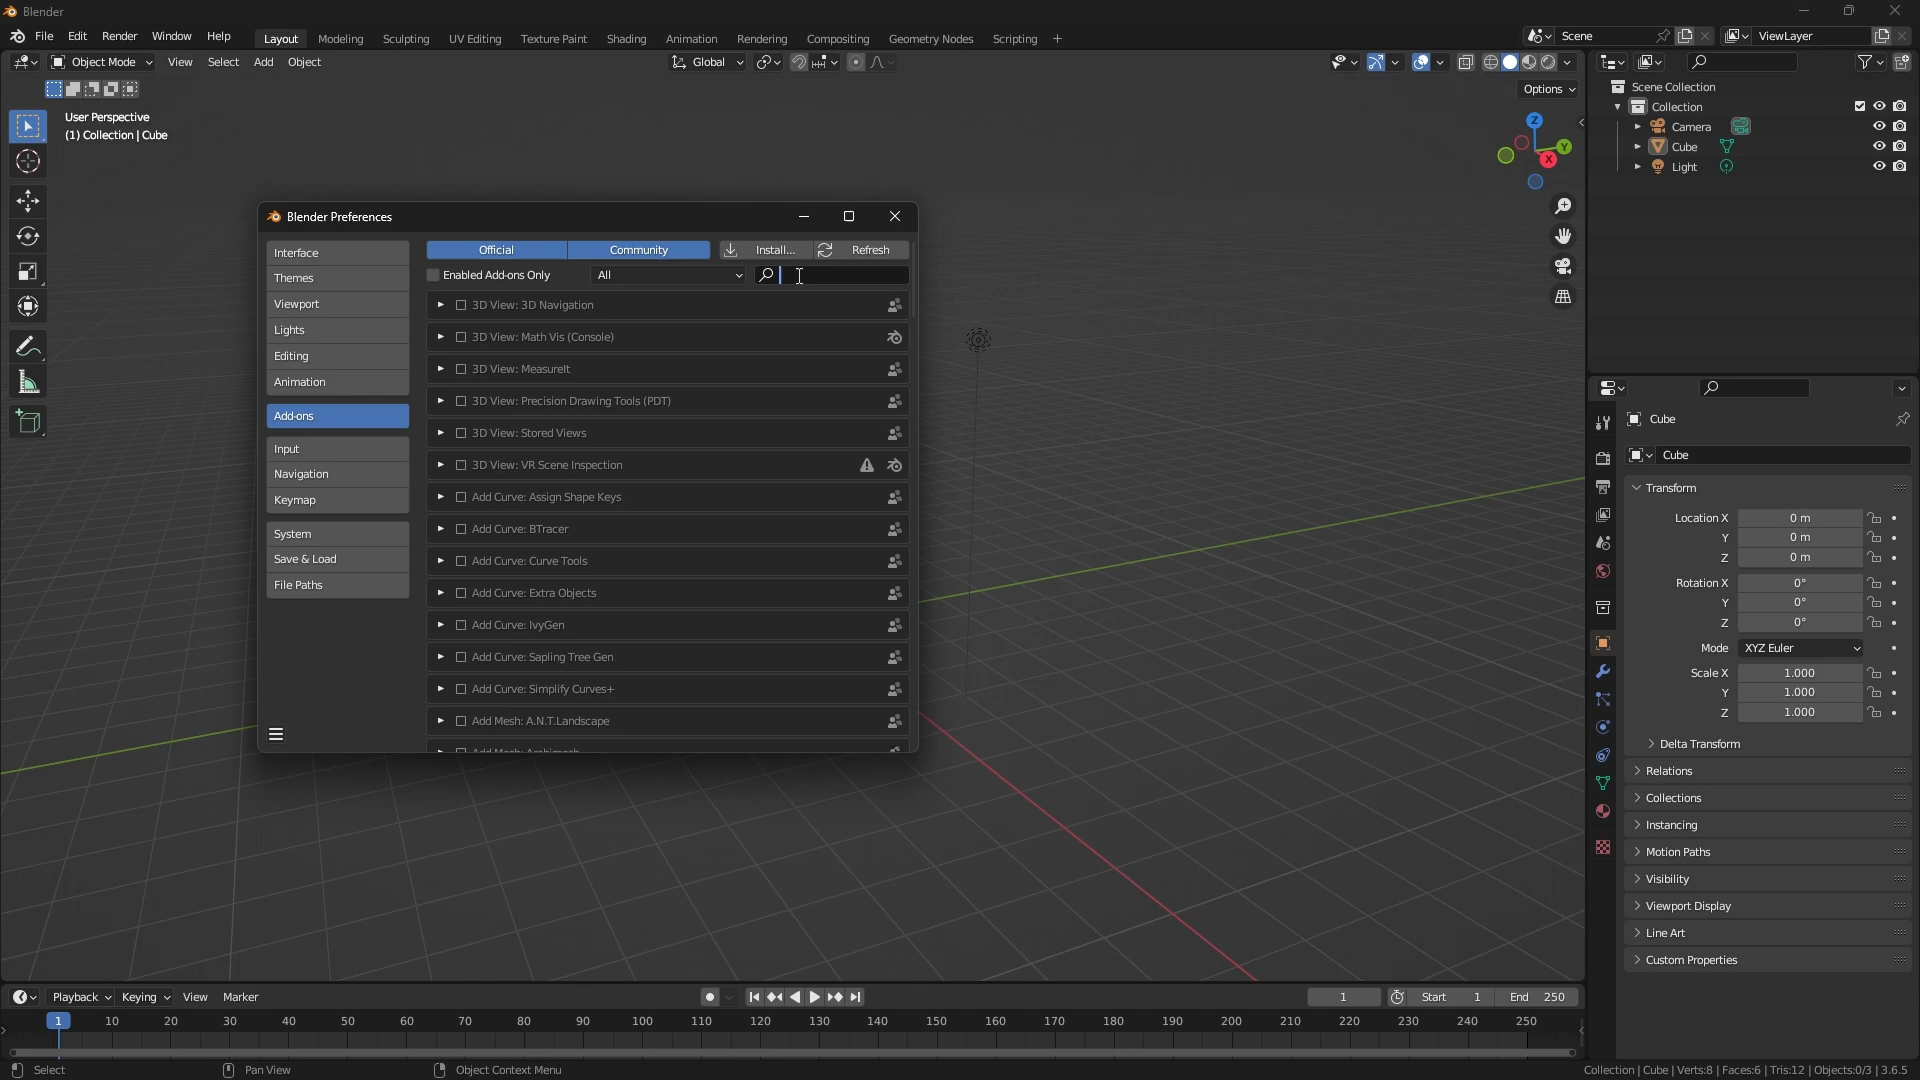 Blender
File Edit Render Window Help Layout Modeling Sculpting UV Editing Texture Paint Shading Animation Rendering Compositing Geometry Nodes Scripting + Scene ViewLayer
Object Mode View Select Add Object Global
Options
User Perspective
(1) Collection | Cube
Z
Y
X
Scene Collection
Collection
Camera
Cube
Light
Blender Preferences
Interface
Themes
Viewport
Lights
Editing
Animation
Add-ons
Input
Navigation
Keymap
System
Save & Load
File Paths
Official Community Install... Refresh
Enabled Add-ons Only All
3D View: 3D Navigation
3D View: Math Vis (Console)
3D View: MeasureIt
3D View: Precision Drawing Tools (PDT)
3D View: Stored Views
3D View: VR Scene Inspection
Add Curve: Assign Shape Keys
Add Curve: BTracer
Add Curve: Curve Tools
Add Curve: Extra Objects
Add Curve: IvyGen
Add Curve: Sapling Tree Gen
Add Curve: Simplify Curves+
Add Mesh: A.N.T.Landscape
Add Mesh: Archimesh
Cube
Cube
Transform
Location X 0 m
Y 0 m
Z 0 m
Rotation X 0°
Y 0°
Z 0°
Mode XYZ Euler
Scale X 1.000
Y 1.000
Z 1.000
Delta Transform
Relations
Collections
Instancing
Motion Paths
Visibility
Viewport Display
Line Art
Custom Properties
Playback Keying View Marker 1 Start 1 End 250
1 10 20 30 40 50 60 70 80 90 100 110 120 130 140 150 160 170 180 190 200 210 220 230 240 250
Select Pan View Object Context Menu Collection | Cube | Verts:8 | Faces:6 | Tris:12 | Objects:0/3 | 3.6.5